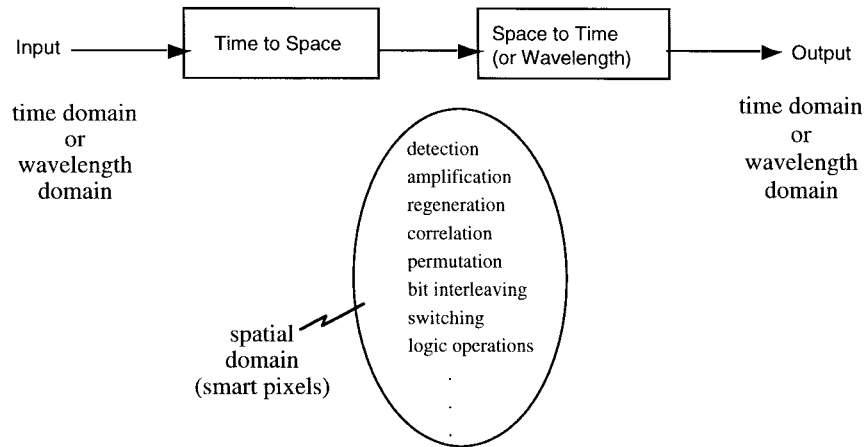 Input
Time to Space
Space to Time
(or Wavelength)
Output
time domain
or
wavelength
domain
time domain
or
wavelength
domain
detection
amplification
regeneration
correlation
permutation
bit interleaving
switching
logic operations
.
.
.
spatial
domain
(smart pixels)